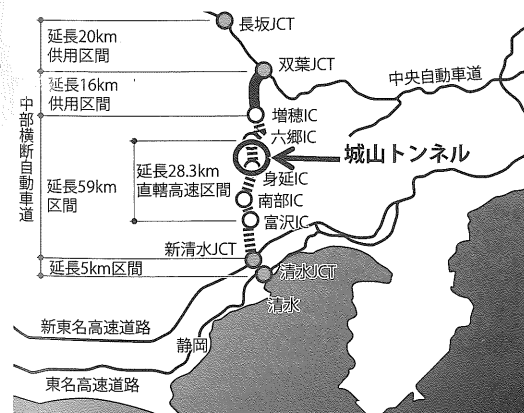 長坂JCT
延長20km
供用区間
双葉JCT
延長16km
供用区間
中央自動車道
増穂IC
六郷IC
城山トンネル
中部横断自動車道
延長28.3km
直轄高速区間
身延IC
延長59km
区間
南部IC
富沢IC
新清水JCT
延長5km区間
清水JCT
清水
新東名高速道路
静岡
東名高速道路